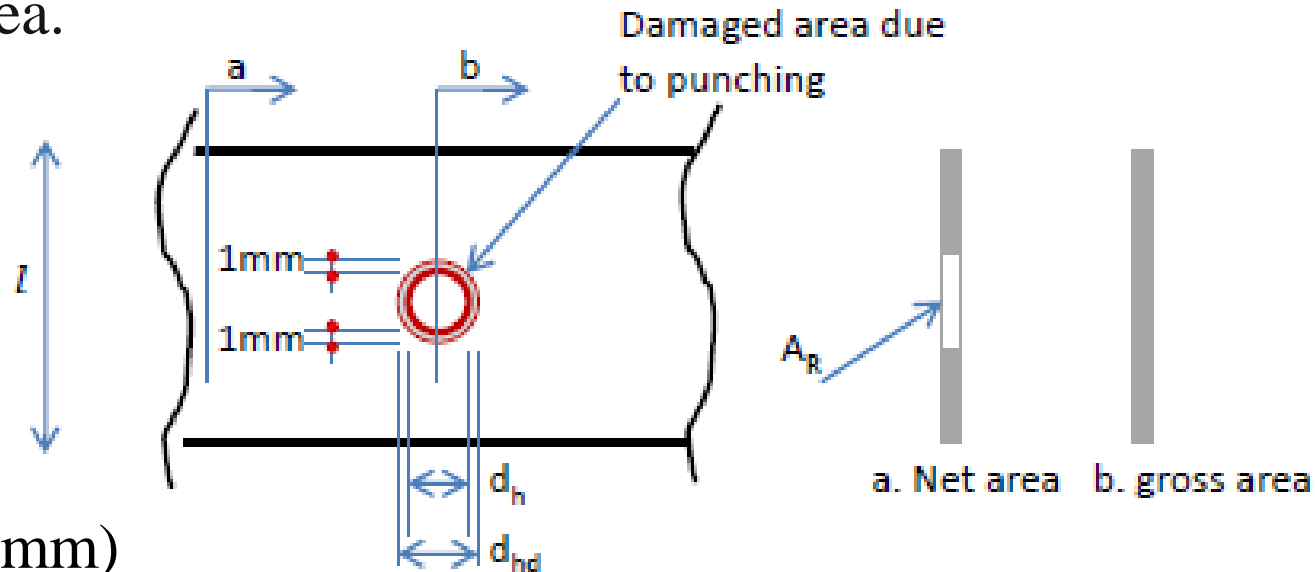 ea.
Damaged area due
to punching
a
b
1mm
l
1mm
A_R
a. Net area
b. gross area
d_h
d_hd
mm)